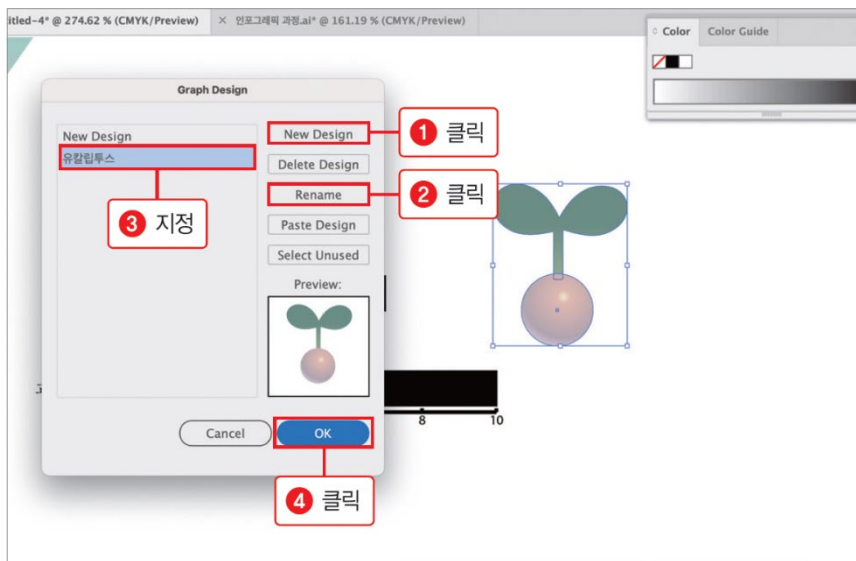 itled-4* @ 274.62 % (CMYK/Preview)
× 인포그래픽 과정.ai* @ 161.19 % (CMYK/Preview)
Color Color Guide
Graph Design
New Design
유칼립투스
New Design
Delete Design
Rename
Paste Design
Select Unused
Preview:
Cancel
OK
1 클릭
2 클릭
3 지정
4 클릭
8
10